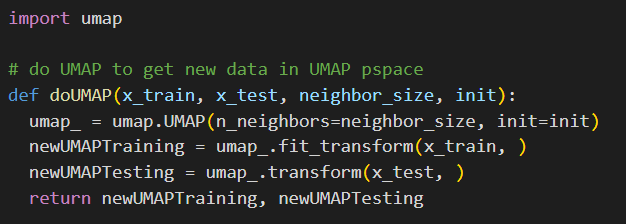 import umap
# do UMAP to get new data in UMAP pspace
def doUMAP(x_train, x_test, neighbor_size, init):
  umap_ = umap.UMAP(n_neighbors=neighbor_size, init=init)
  newUMAPTraining = umap_.fit_transform(x_train, )
  newUMAPTesting = umap_.transform(x_test, )
  return newUMAPTraining, newUMAPTesting